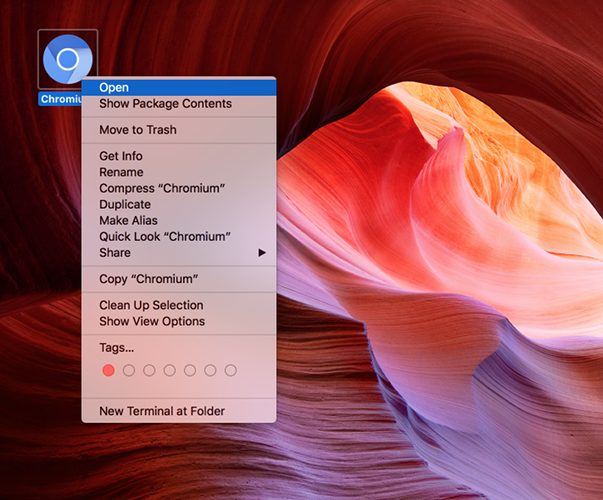 Open
Show Package Contents
Move to Trash
Get Info
Rename
Compress “Chromium”
Duplicate
Make Alias
Quick Look “Chromium”
Share
Copy “Chromium”
Clean Up Selection
Show View Options
Tags...
New Terminal at Folder